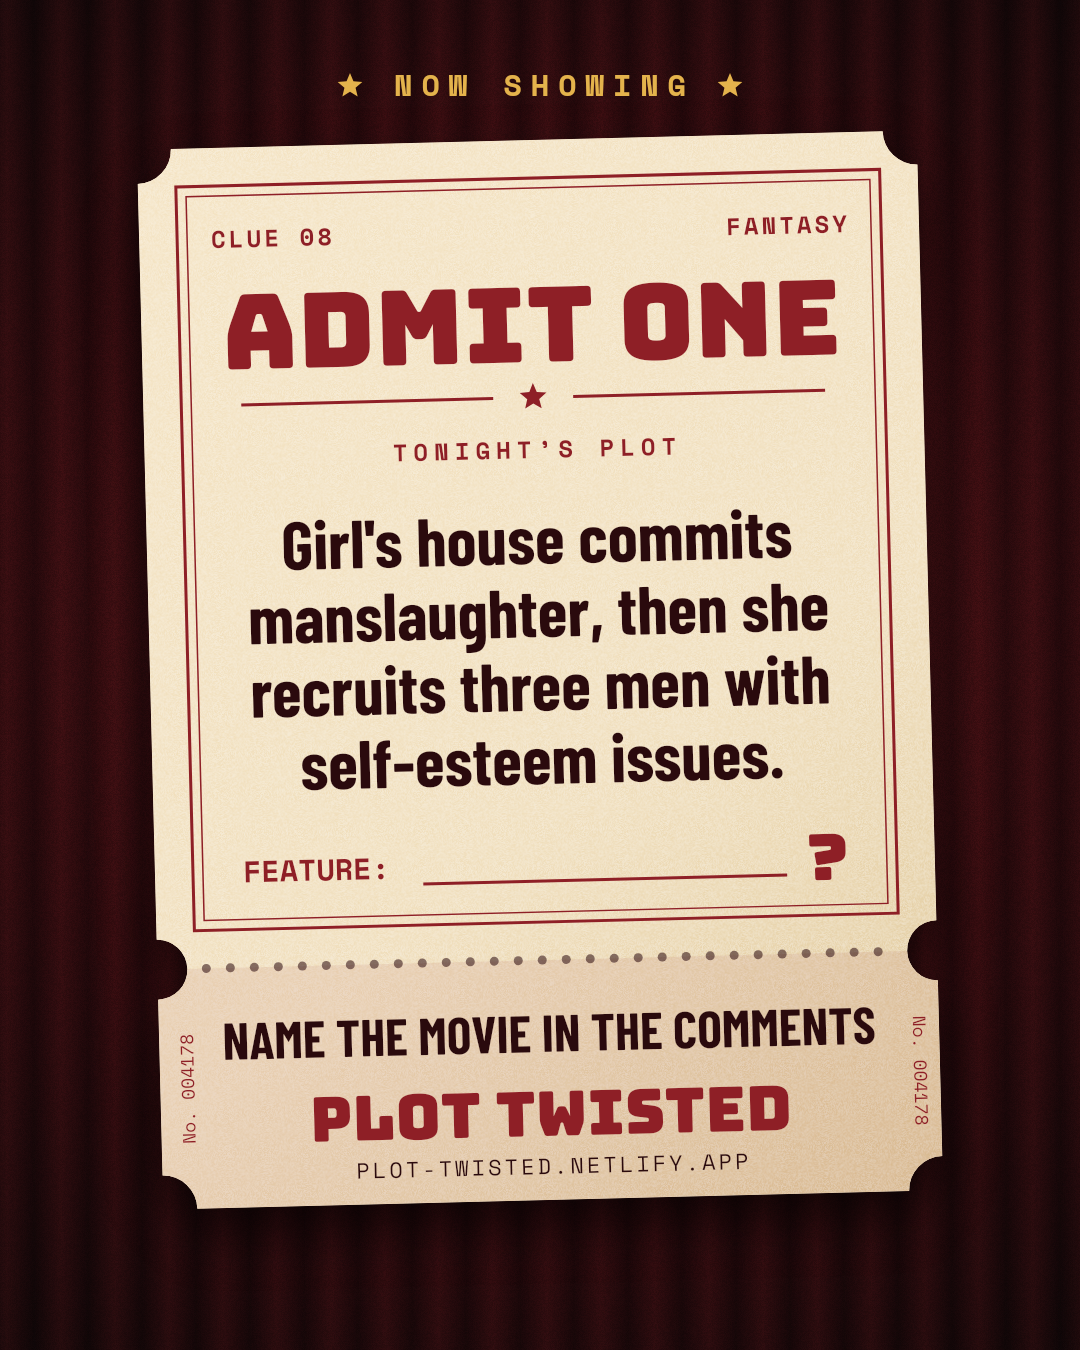 ★ NOW SHOWING ★
CLUE 08
FANTASY
ADMIT ONE
TONIGHT’S PLOT
Girl's house commits
manslaughter, then she
recruits three men with
self-esteem issues.
FEATURE: ?
NAME THE MOVIE IN THE COMMENTS
No. 004178
No. 004178
PLOT TWISTED
PLOT-TWISTED.NETLIFY.APP